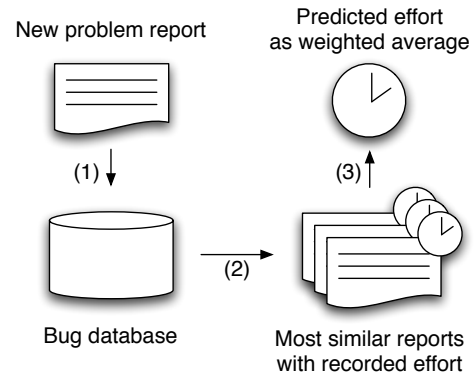 New problem report
Predicted effort
as weighted average
(1)
(3)
(2)
Bug database
Most similar reports
with recorded effort